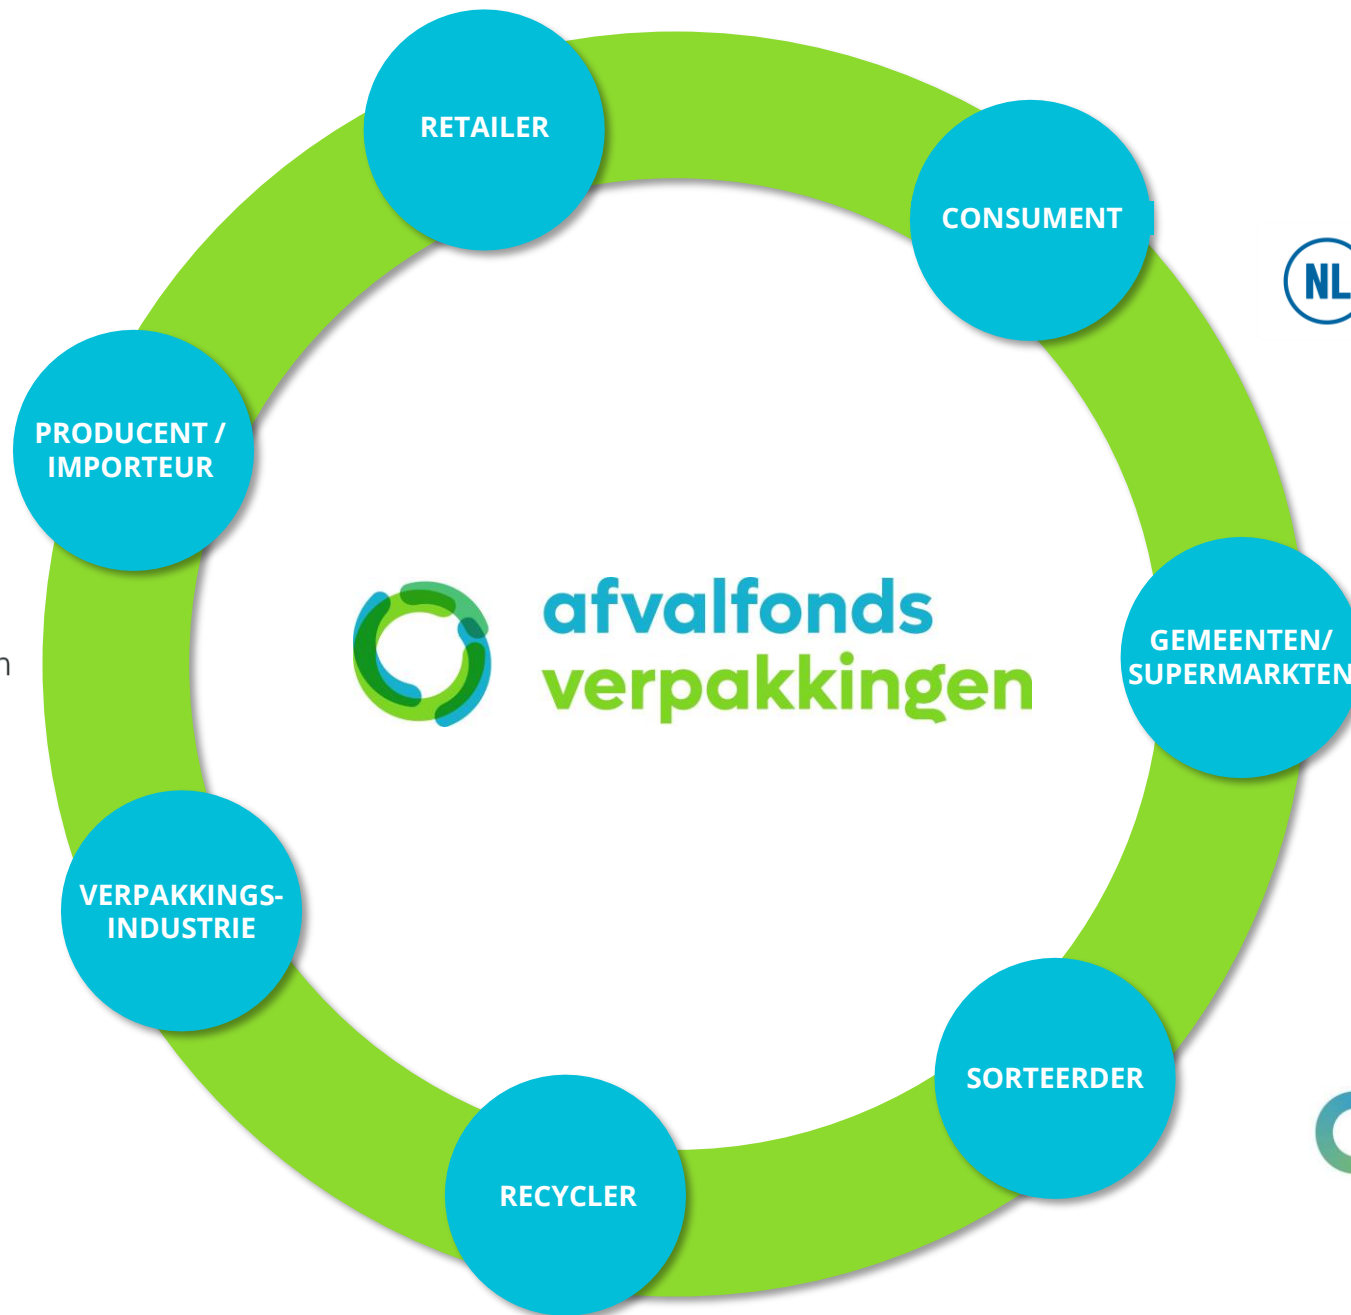 RETAILER
CONSUMENT
NL
PRODUCENT /
IMPORTEUR
afvalfonds
verpakkingen
GEMEENTEN/
SUPERMARKTEN
n
VERPAKKINGS-
INDUSTRIE
SORTEERDER
RECYCLER